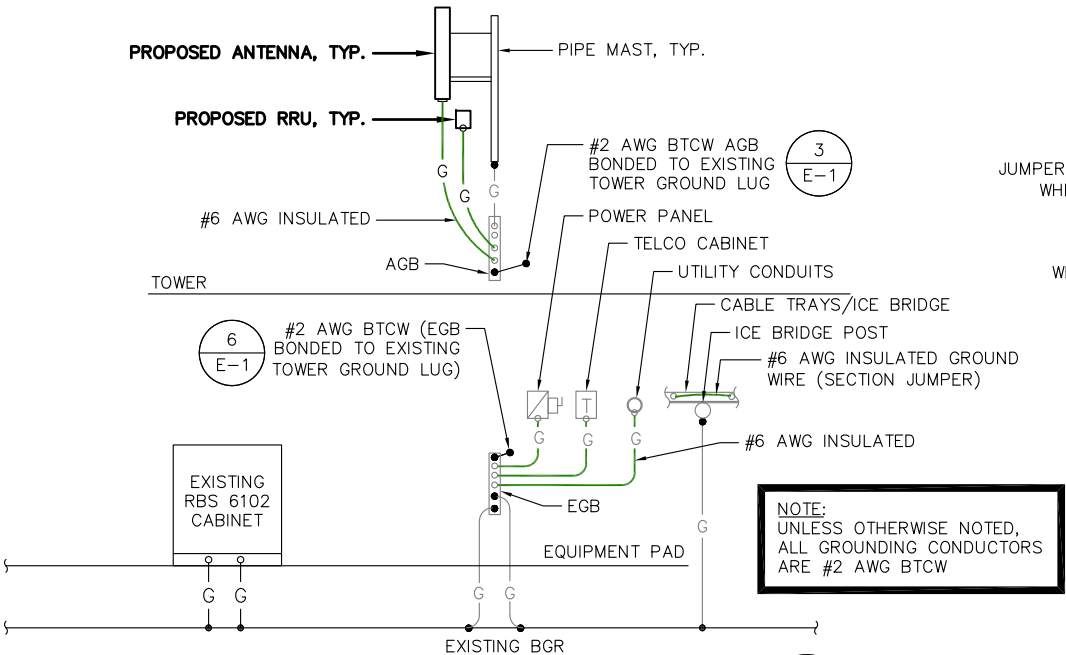 PROPOSED ANTENNA, TYP.
PIPE MAST, TYP.
PROPOSED RRU, TYP.
#2 AWG BTCW AGB
BONDED TO EXISTING
TOWER GROUND LUG
3
E-1
JUMPER
WH
G
G
G
#6 AWG INSULATED
POWER PANEL
TELCO CABINET
AGB
UTILITY CONDUITS
W
TOWER
CABLE TRAYS/ICE BRIDGE
6
E-1
#2 AWG BTCW (EGB
BONDED TO EXISTING
TOWER GROUND LUG)
ICE BRIDGE POST
#6 AWG INSULATED GROUND
WIRE (SECTION JUMPER)
T
G
G
G
#6 AWG INSULATED
EXISTING
RBS 6102
CABINET
EGB
NOTE:
UNLESS OTHERWISE NOTED,
ALL GROUNDING CONDUCTORS
ARE #2 AWG BTCW
G
EQUIPMENT PAD
G
G
G
G
EXISTING BGR